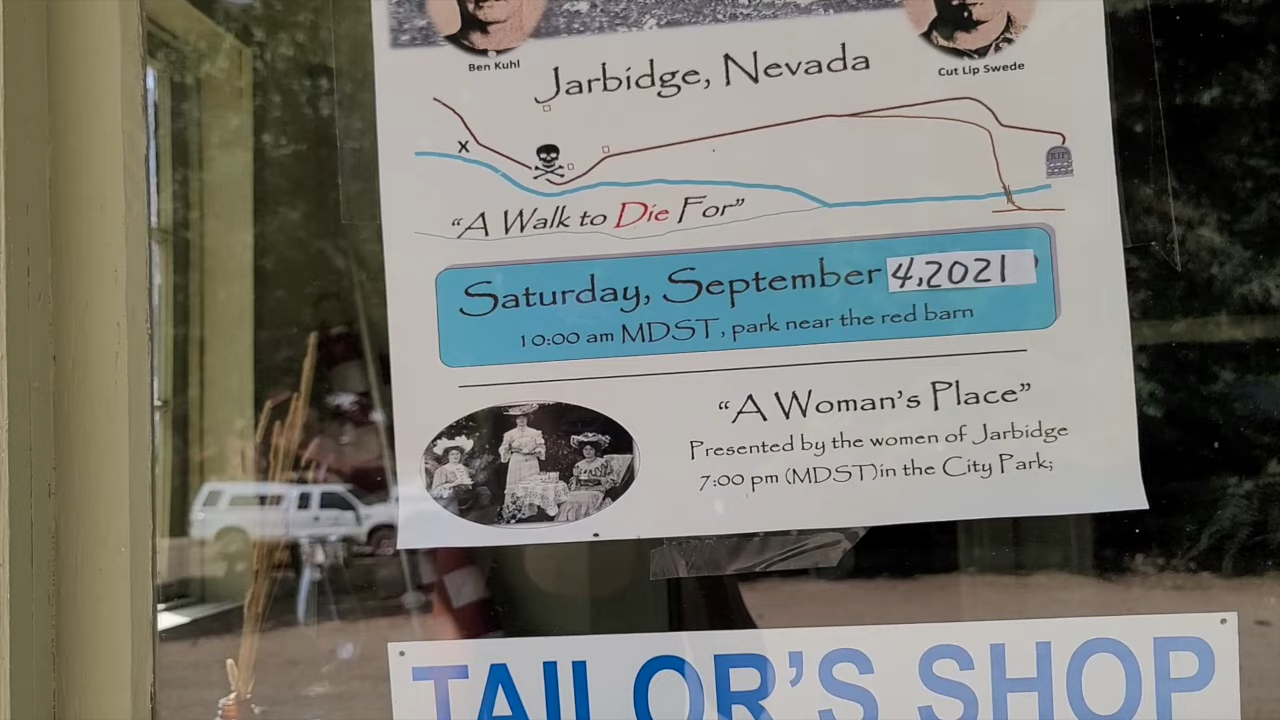 Ben Kuhl
Cut Lip Swede
Jarbidge, Nevada
X
RIP
"A Walk to Die For"
Saturday, September 4, 2021
10:00 am MDST, park near the red barn
"A Woman's Place"
Presented by the women of Jarbidge
7:00 pm (MDST)in the City Park;
TAILOR'S SHOP